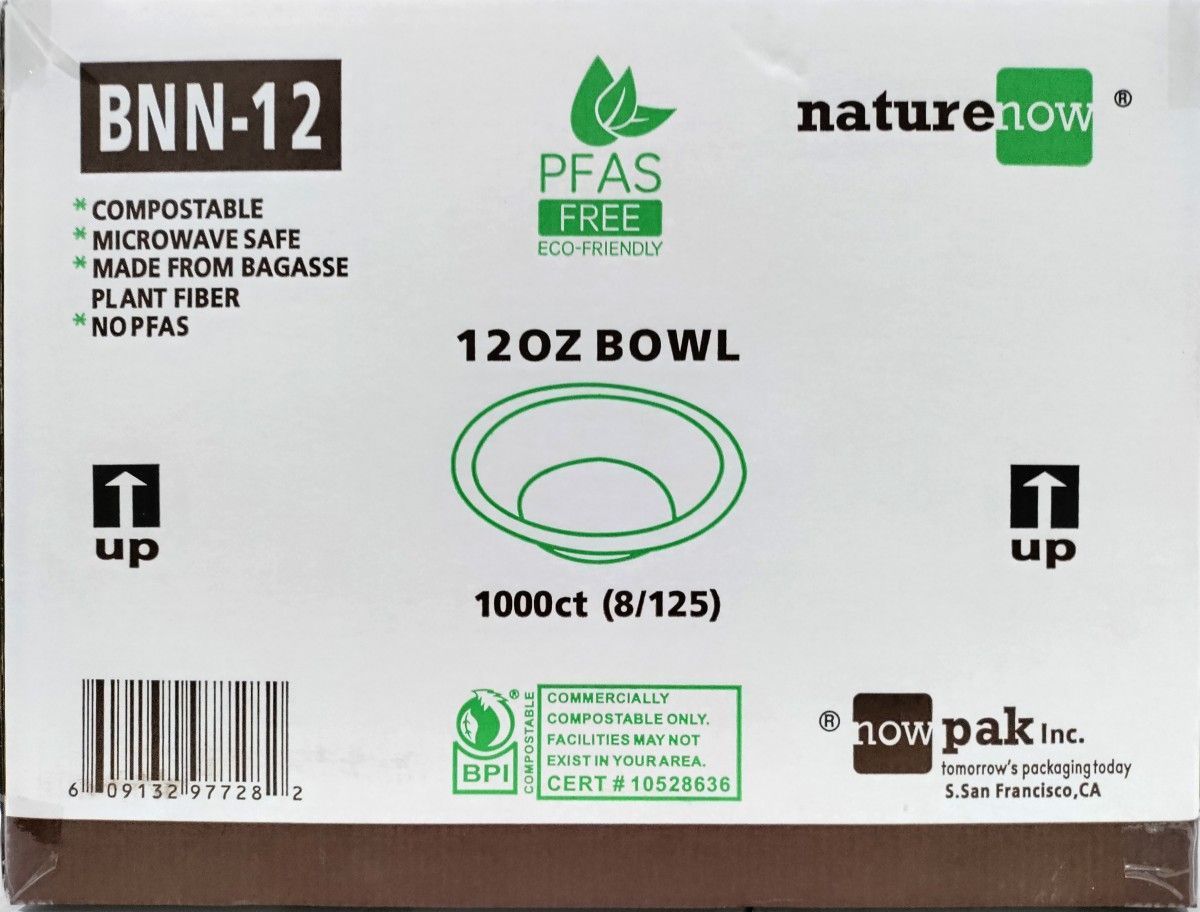 BNN-12
* COMPOSTABLE
* MICROWAVE SAFE
* MADE FROM BAGASSE
PLANT FIBER
* NO PFAS
PFAS
FREE
ECO-FRIENDLY
naturenow ®
12OZ BOWL
up
up
1000ct (8/125)
6 09132 97728 2
BPI ®
COMPOSTABLE
COMMERCIALLY
COMPOSTABLE ONLY.
FACILITIES MAY NOT
EXIST IN YOUR AREA.
CERT # 10528636
® now pak Inc.
tomorrow's packaging today
S.San Francisco,CA